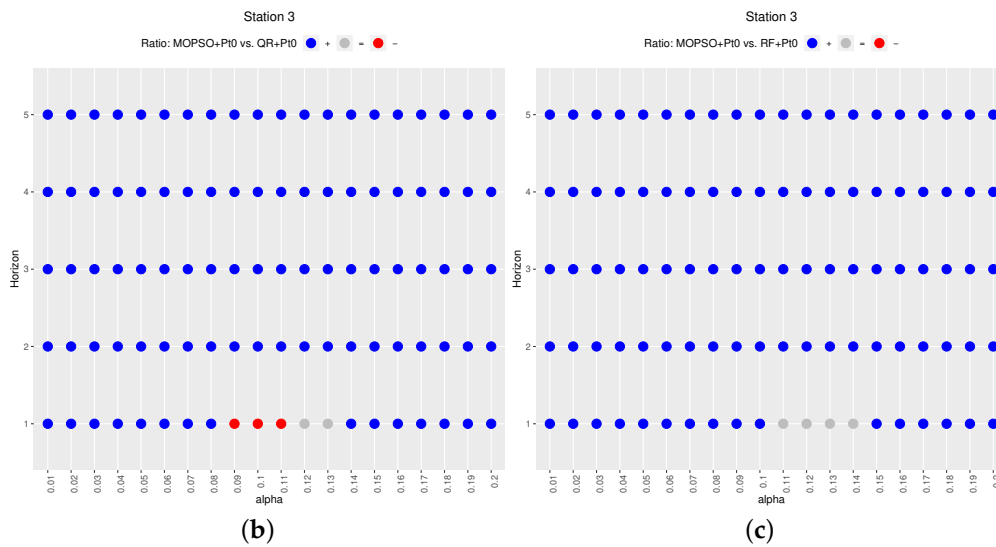 Station 3
Ratio: MOPSO+Pt0 vs. QR+Pt0 + = −
Horizon
5
4
3
2
1
0.01 0.02 0.03 0.04 0.05 0.06 0.07 0.08 0.09 0.1 0.11 0.12 0.13 0.14 0.15 0.16 0.17 0.18 0.19 0.2
alpha
(b)
Station 3
Ratio: MOPSO+Pt0 vs. RF+Pt0 + = −
Horizon
5
4
3
2
1
0.01 0.02 0.03 0.04 0.05 0.06 0.07 0.08 0.09 0.1 0.11 0.12 0.13 0.14 0.15 0.16 0.17 0.18 0.19 0.2
alpha
(c)